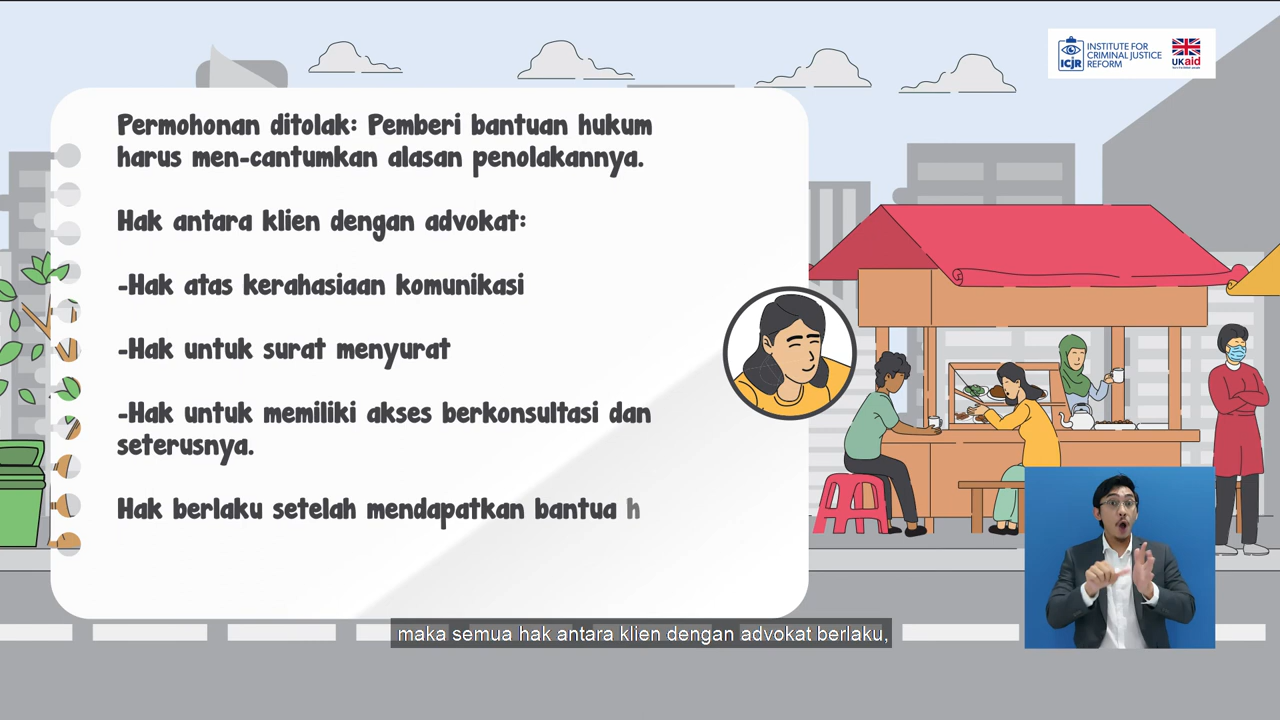 INSTITUTE FOR
CRIMINAL JUSTICE
REFORM
ICJR
UKaid
Permohonan ditolak: Pemberi bantuan hukum
harus men-cantumkan alasan penolakannya.
Hak antara klien dengan advokat:
-Hak atas kerahasiaan komunikasi
-Hak untuk surat menyurat
-Hak untuk memiliki akses berkonsultasi dan
seterusnya.
Hak berlaku setelah mendapatkan bantua h
maka semua hak antara klien dengan advokat berlaku,